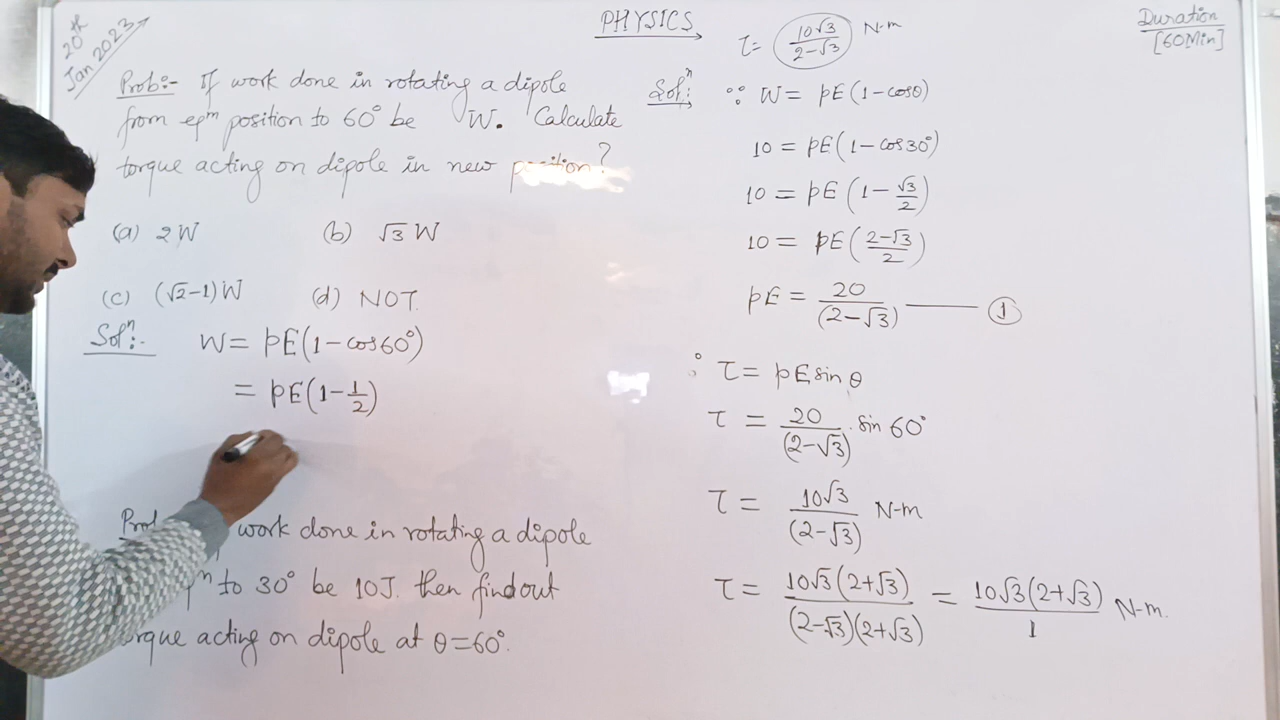 20th
Jan 2023
PHYSICS
Duration
[60Min]
Prob:- If work done in rotating a dipole
from eqm position to 60° be W. Calculate
torque acting on dipole in new position?
(a) 2W (b) √3 W
(c) (√2-1)W (d) NOT.
Soln:- W = pE(1-cos60°)
= pE(1-1/2)
work done in rotating a dipole
to 30° be 10J. then find out
torque acting on dipole at θ=60°.
τ = 10√3/(2-√3) N-m
Soln: ∵ W = pE(1-cosθ)
10 = pE(1-cos30°)
10 = pE(1-√3/2)
10 = pE((2-√3)/2)
pE = 20/(2-√3) —— ①
∴ τ = pE sin θ
τ = 20/(2-√3) . sin 60°
τ = 10√3/(2-√3) N-m
τ = 10√3(2+√3)/(2-√3)(2+√3) = 10√3(2+√3)/1 N-m.